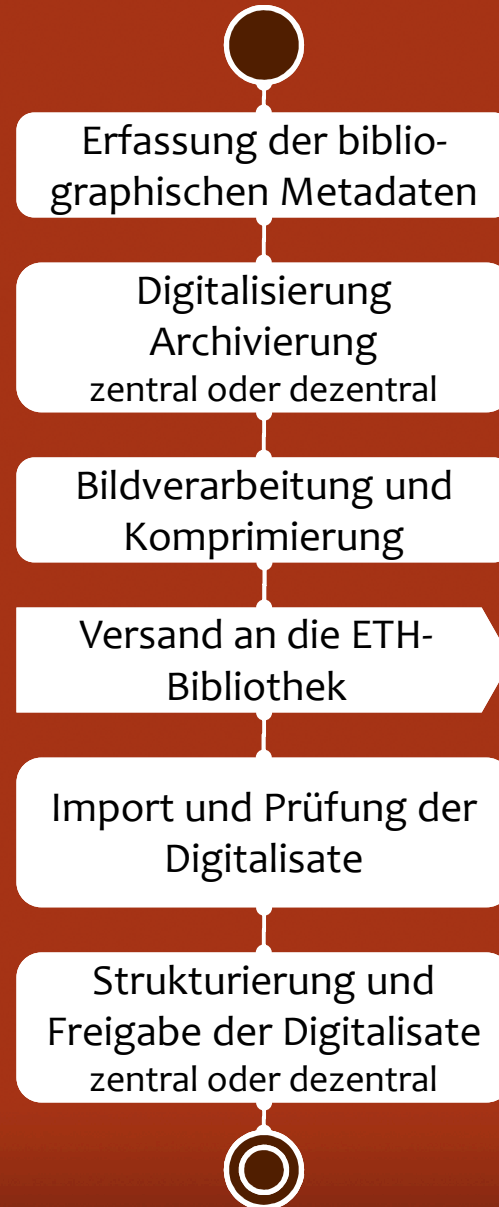 Erfassung der biblio-
graphischen Metadaten
Digitalisierung
Archivierung
zentral oder dezentral
Bildverarbeitung und
Komprimierung
Versand an die ETH-
Bibliothek
Import und Prüfung der
Digitalisate
Strukturierung und
Freigabe der Digitalisate
zentral oder dezentral